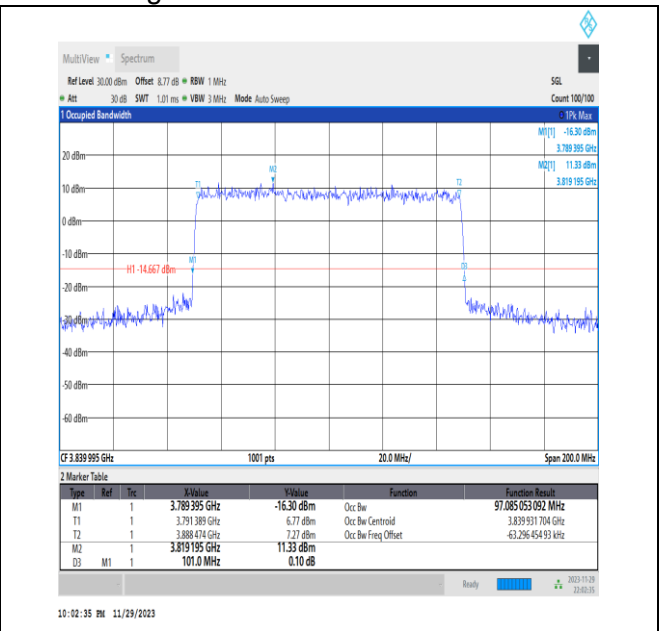 MultiView Spectrum
Ref Level 30.00 dBm Offset 8.77 dB RBW 1 MHz SGL
Att 30 dB SWT 1.01 ms VBW 3 MHz Mode Auto Sweep Count 100/100
1 Occupied Bandwidth 1Pk Max
M1[1] -16.30 dBm
3.789 395 GHz
20 dBm M2[1] 11.33 dBm
3.819 195 GHz
M2
T1 T2
10 dBm
0 dBm
-10 dBm
M1
H1 -14.667 dBm D3
-20 dBm
-30 dBm
-40 dBm
-50 dBm
-60 dBm
CF 3.839 995 GHz 1001 pts 20.0 MHz/ Span 200.0 MHz
2 Marker Table
Type Ref Trc X-Value Y-Value Function Function Result
M1 1 3.789 395 GHz -16.30 dBm Occ Bw 97.085 053 092 MHz
T1 1 3.791 389 GHz 6.77 dBm Occ Bw Centroid 3.839 931 704 GHz
T2 1 3.888 474 GHz 7.27 dBm Occ Bw Freq Offset -63.296 454 93 kHz
M2 1 3.819 195 GHz 11.33 dBm
D3 M1 1 101.0 MHz 0.10 dB
Ready 2023-11-29
22:02:35
10:02:35 PM 11/29/2023